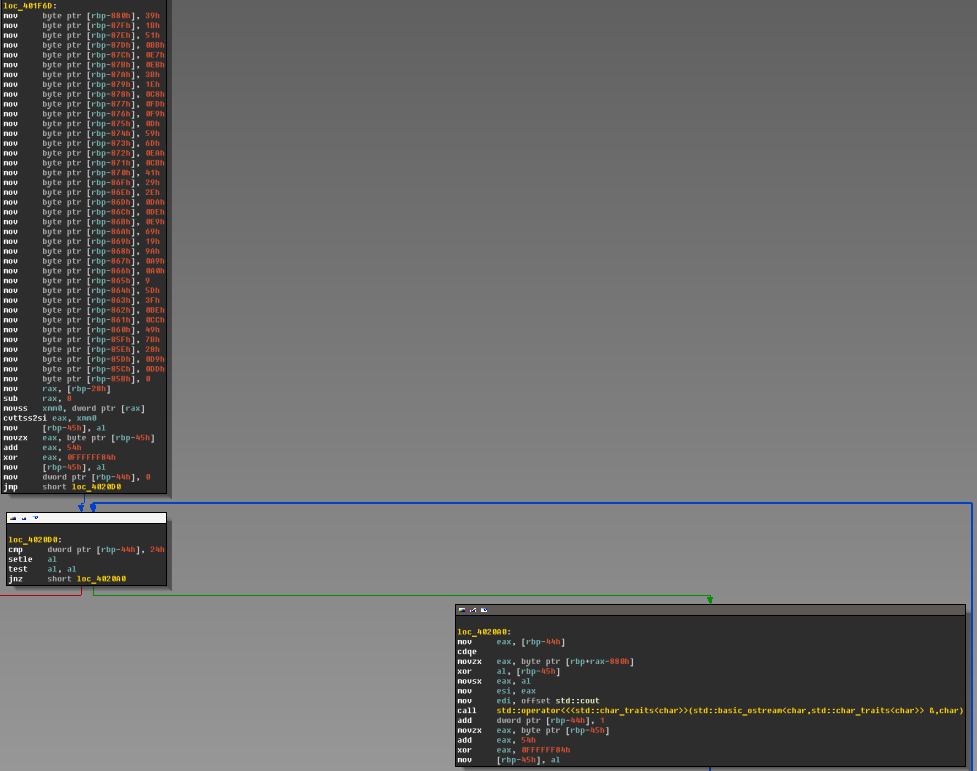 loc_401F6D:
mov byte ptr [rbp-880h], 39h
mov byte ptr [rbp-87Fh], 18h
mov byte ptr [rbp-87Eh], 51h
mov byte ptr [rbp-87Dh], 0BBh
mov byte ptr [rbp-87Ch], 0E7h
mov byte ptr [rbp-87Bh], 0EBh
mov byte ptr [rbp-87Ah], 3Bh
mov byte ptr [rbp-879h], 1Eh
mov byte ptr [rbp-878h], 0C8h
mov byte ptr [rbp-877h], 0FDh
mov byte ptr [rbp-876h], 0F9h
mov byte ptr [rbp-875h], 0Dh
mov byte ptr [rbp-874h], 59h
mov byte ptr [rbp-873h], 6Dh
mov byte ptr [rbp-872h], 0EAh
mov byte ptr [rbp-871h], 0CBh
mov byte ptr [rbp-870h], 41h
mov byte ptr [rbp-86Fh], 29h
mov byte ptr [rbp-86Eh], 2Eh
mov byte ptr [rbp-86Dh], 0DAh
mov byte ptr [rbp-86Ch], 0DEh
mov byte ptr [rbp-86Bh], 0E9h
mov byte ptr [rbp-86Ah], 69h
mov byte ptr [rbp-869h], 19h
mov byte ptr [rbp-868h], 9Ah
mov byte ptr [rbp-867h], 0A9h
mov byte ptr [rbp-866h], 0A0h
mov byte ptr [rbp-865h], 9
mov byte ptr [rbp-864h], 5Dh
mov byte ptr [rbp-863h], 3Fh
mov byte ptr [rbp-862h], 0BEh
mov byte ptr [rbp-861h], 0CCh
mov byte ptr [rbp-860h], 49h
mov byte ptr [rbp-85Fh], 7Bh
mov byte ptr [rbp-85Eh], 28h
mov byte ptr [rbp-85Dh], 0D9h
mov byte ptr [rbp-85Ch], 0DDh
mov byte ptr [rbp-85Bh], 0
mov rax, [rbp-28h]
sub rax, 8
movss xmm0, dword ptr [rax]
cvttss2si eax, xmm0
mov [rbp-45h], al
movzx eax, byte ptr [rbp-45h]
add eax, 54h
xor eax, 0FFFFFF84h
mov [rbp-45h], al
mov dword ptr [rbp-44h], 0
jmp short loc_4020D0
loc_4020D0:
cmp dword ptr [rbp-44h], 24h
setle al
test al, al
jnz short loc_4020A0
loc_4020A0:
mov eax, [rbp-44h]
cdqe
movzx eax, byte ptr [rbp+rax-880h]
xor al, [rbp-45h]
movsx eax, al
mov esi, eax
mov edi, offset std::cout
call std::operator<<<std::char_traits<char>>(std::basic_ostream<char,std::char_traits<char>> &,char)
add dword ptr [rbp-44h], 1
movzx eax, byte ptr [rbp-45h]
add eax, 54h
xor eax, 0FFFFFF84h
mov [rbp-45h], al